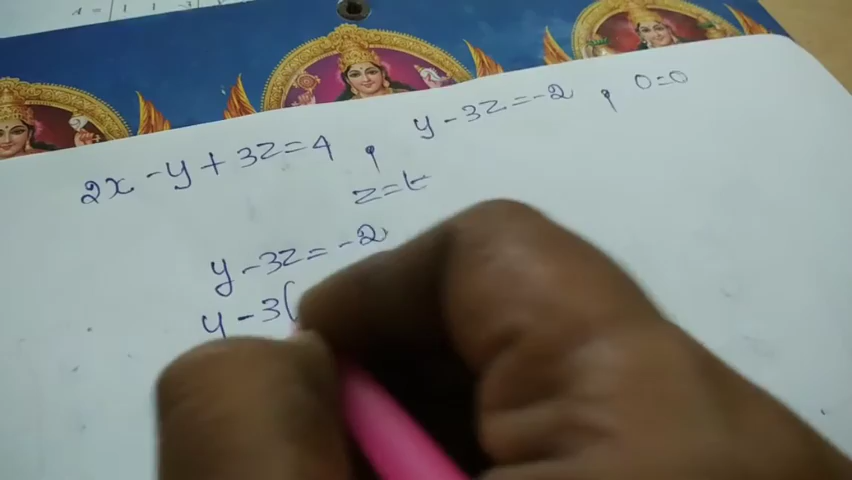 2x - y + 3z = 4 , y - 3z = -2 , 0 = 0
z = t
y - 3z = -2
y - 3(